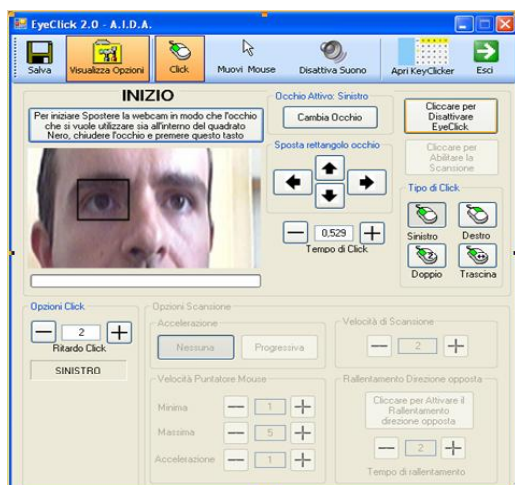 EyeClick 2.0 - A.I.D.A.
Salva
Visualizza Opzioni
Click
Muovi Mouse
Disattiva Suono
Apri KeyClicker
Esci
INIZIO
Per iniziare Spostere la webcam in modo che l'occhio
che si vuole utilizzare sia all'interno del quadrato
Nero, chiudere l'occhio e premere questo tasto
Occhio Attivo: Sinistro
Cambia Occhio
Sposta rettangolo occhio
0,529
Tempo di Click
Cliccare per
Disattivare
EyeClick
Cliccare per
Abilitare la
Scansione
Tipo di Click
Sinistro
Destro
Doppio
Trascina
Opzioni Click
2
Ritardo Click
SINISTRO
Opzioni Scansione
Accelerazione
Nessuna
Progressiva
Velocità di Scansione
2
Velocità Puntatore Mouse
Minima
1
Massima
5
Accelerazione
1
Rallentamento Direzione opposta
Cliccare per Attivare il
Rallentamento
direzione opposta
2
Tempo di rallentamento